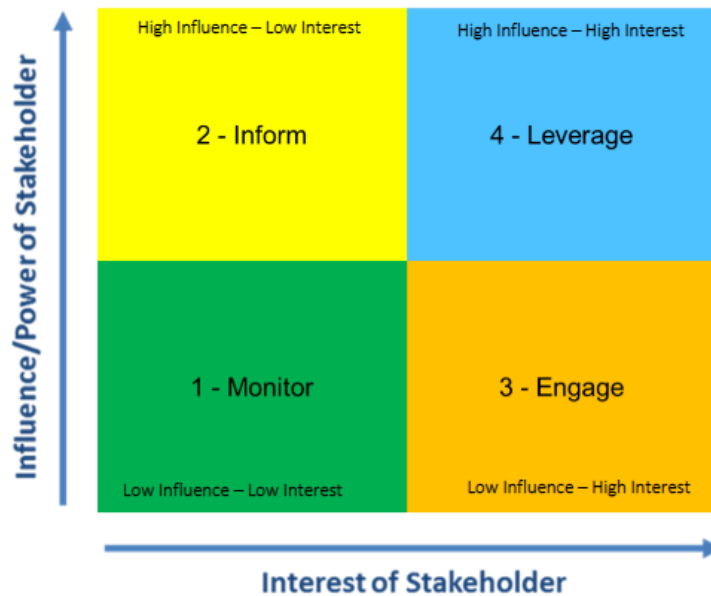 Influence/Power of Stakeholder
High Influence – Low Interest
High Influence – High Interest
2 - Inform
4 - Leverage
1 - Monitor
3 - Engage
Low Influence – Low Interest
Low Influence – High Interest
Interest of Stakeholder